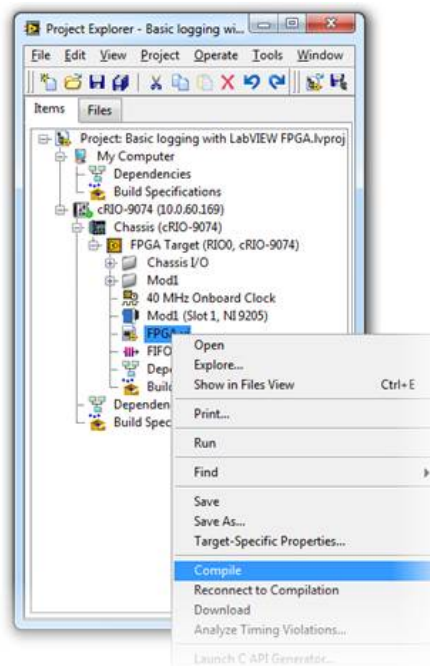 Project Explorer - Basic logging wi...
File Edit View Project Operate Tools Window
Items Files
Project: Basic logging with LabVIEW FPGA.lvproj
My Computer
Dependencies
Build Specifications
cRIO-9074 (10.0.60.169)
Chassis (cRIO-9074)
FPGA Target (RIO0, cRIO-9074)
Chassis I/O
Mod1
40 MHz Onboard Clock
Mod1 (Slot 1, NI 9205)
FPGA.vi
FIFO
Dep
Buil
Dependen
Build Spec
Open
Explore...
Show in Files View Ctrl+E
Print...
Run
Find
Save
Save As...
Target-Specific Properties...
Compile
Reconnect to Compilation
Download
Analyze Timing Violations...
Launch C API Generator...